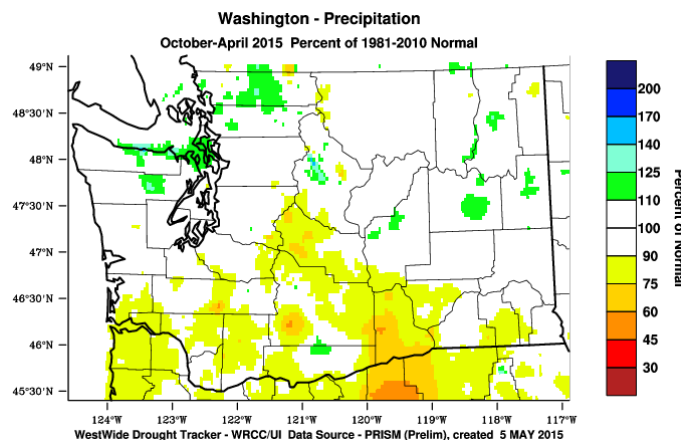 Washington - Precipitation
October-April 2015 Percent of 1981-2010 Normal
49°N
48°30'N
48°N
47°30'N
47°N
46°30'N
46°N
45°30'N
124°W
123°W
122°W
121°W
120°W
119°W
118°W
117°W
200
170
140
125
110
100
90
75
60
45
30
Percent of Normal
WestWide Drought Tracker - WRCC/UI Data Source - PRISM (Prelim), created 5 MAY 2015